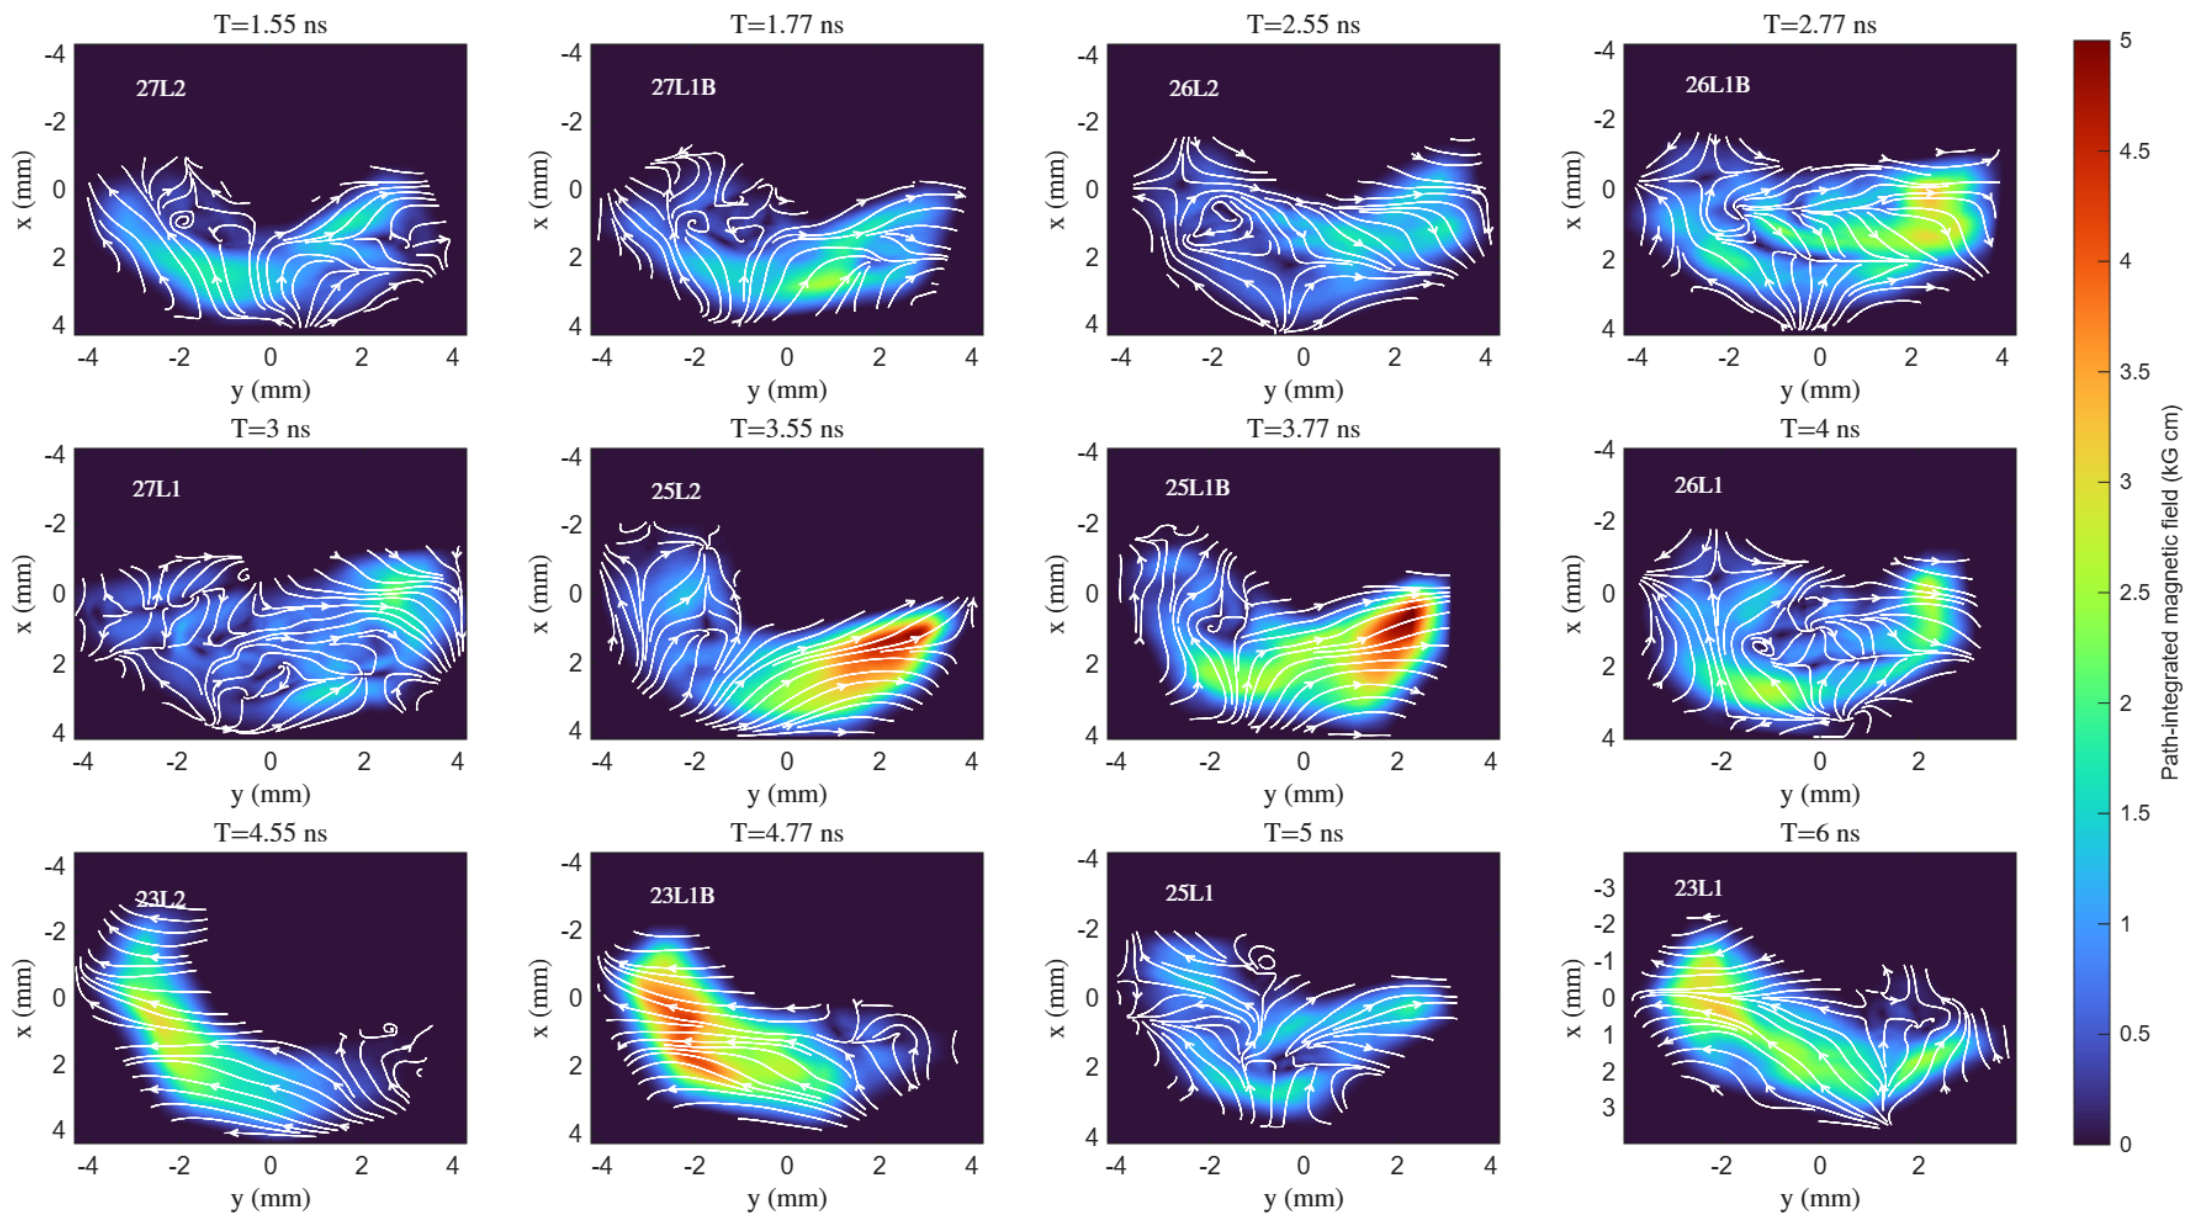 T=1.55 ns
T=1.77 ns
T=2.55 ns
T=2.77 ns
27L2
27L1B
26L2
26L1B
-4
-2
0
2
4
x (mm)
-4 -2 0 2 4
y (mm)
-4
-2
0
2
4
x (mm)
-4 -2 0 2 4
y (mm)
-4
-2
0
2
4
x (mm)
-4 -2 0 2 4
y (mm)
-4
-2
0
2
4
x (mm)
-4 -2 0 2 4
y (mm)
T=3 ns
T=3.55 ns
T=3.77 ns
T=4 ns
27L1
25L2
25L1B
26L1
-4
-2
0
2
4
x (mm)
-4 -2 0 2 4
y (mm)
-4
-2
0
2
4
x (mm)
-4 -2 0 2 4
y (mm)
-4
-2
0
2
4
x (mm)
-4 -2 0 2 4
y (mm)
-4
-2
0
2
4
x (mm)
-2 0 2
y (mm)
T=4.55 ns
T=4.77 ns
T=5 ns
T=6 ns
23L2
23L1B
25L1
23L1
-4
-2
0
2
4
x (mm)
-4 -2 0 2 4
y (mm)
-4
-2
0
2
4
x (mm)
-4 -2 0 2 4
y (mm)
-4
-2
0
2
4
x (mm)
-4 -2 0 2 4
y (mm)
-3
-2
-1
0
1
2
3
x (mm)
-2 0 2
y (mm)
5
4.5
4
3.5
3
2.5
2
1.5
1
0.5
0
Path-integrated magnetic field (kG cm)